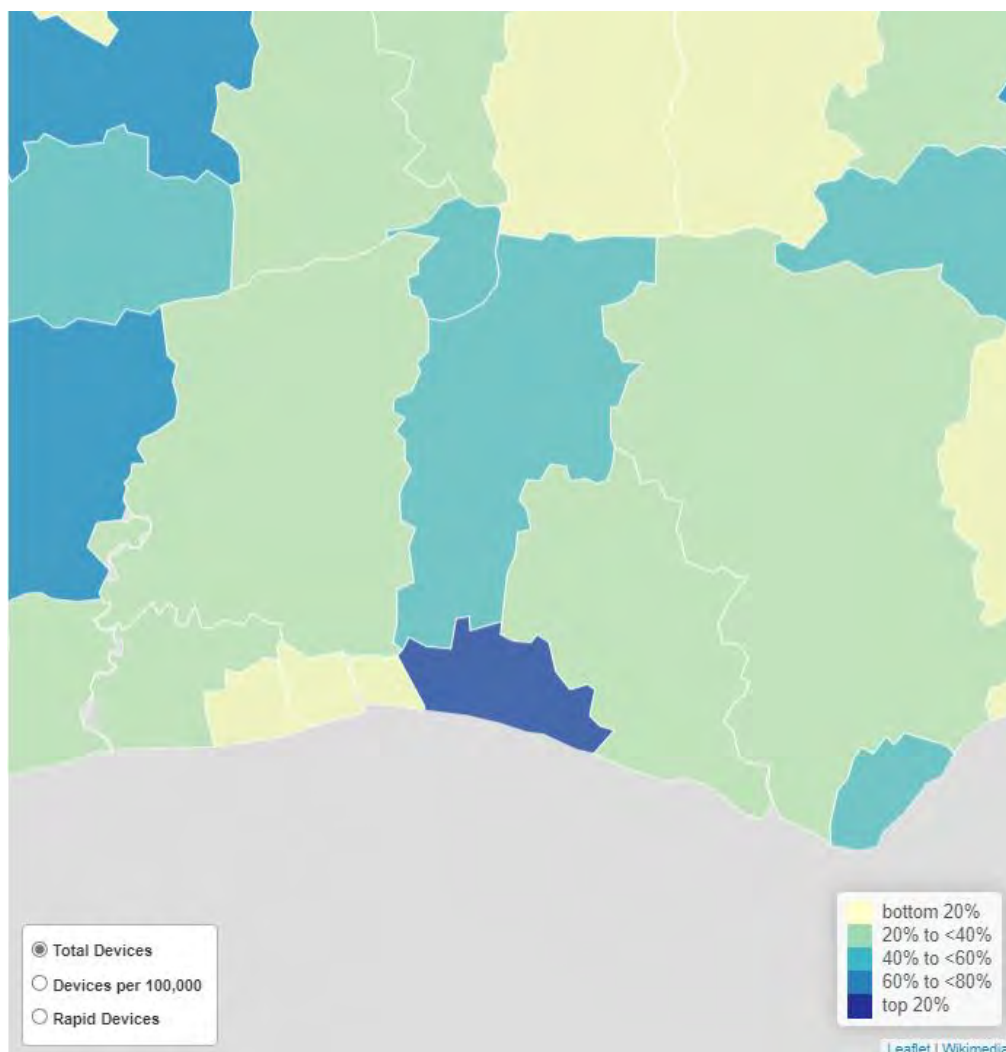 Total Devices
Devices per 100,000
Rapid Devices
bottom 20%
20% to <40%
40% to <60%
60% to <80%
top 20%
Leaflet | Wikimedia